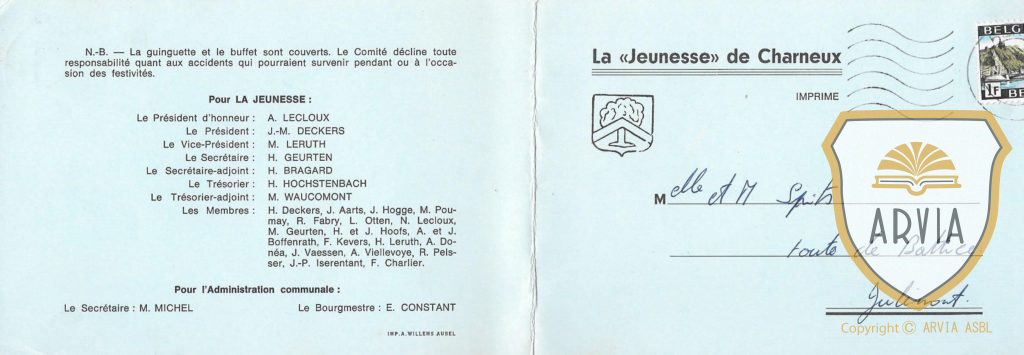 N.-B. — La guinguette et le buffet sont couverts. Le Comité décline toute
responsabilité quant aux accidents qui pourraient survenir pendant ou à l'occa-
sion des festivités.
Pour LA JEUNESSE :
Le Président d'honneur : A. LECLOUX
Le Président : J.-M. DECKERS
Le Vice-Président : M. LERUTH
Le Secrétaire : H. GEURTEN
Le Secrétaire-adjoint : H. BRAGARD
Le Trésorier : H. HOCHSTENBACH
Le Trésorier-adjoint : M. WAUCOMONT
Les Membres : H. Deckers, J. Aarts, J. Hogge, M. Pou-
may, R. Fabry, L. Otten, N. Lecloux,
M. Geurten, H. et J. Hoofs, A. et J.
Boffenrath, F. Kevers, H. Leruth, A. Do-
néa, J. Vaessen, A. Viellevoye, R. Pels-
ser, J.-P. Iserentant, F. Charlier.
Pour l'Administration communale :
Le Secrétaire : M. MICHEL Le Bourgmestre : E. CONSTANT
IMP. A. WILLEMS AUBEL
La «Jeunesse» de Charneux
IMPRIME
BELG
1F
BE
Melle et M Spits
route de Battice
Julémont.
ARVIA
Copyright © ARVIA ASBL